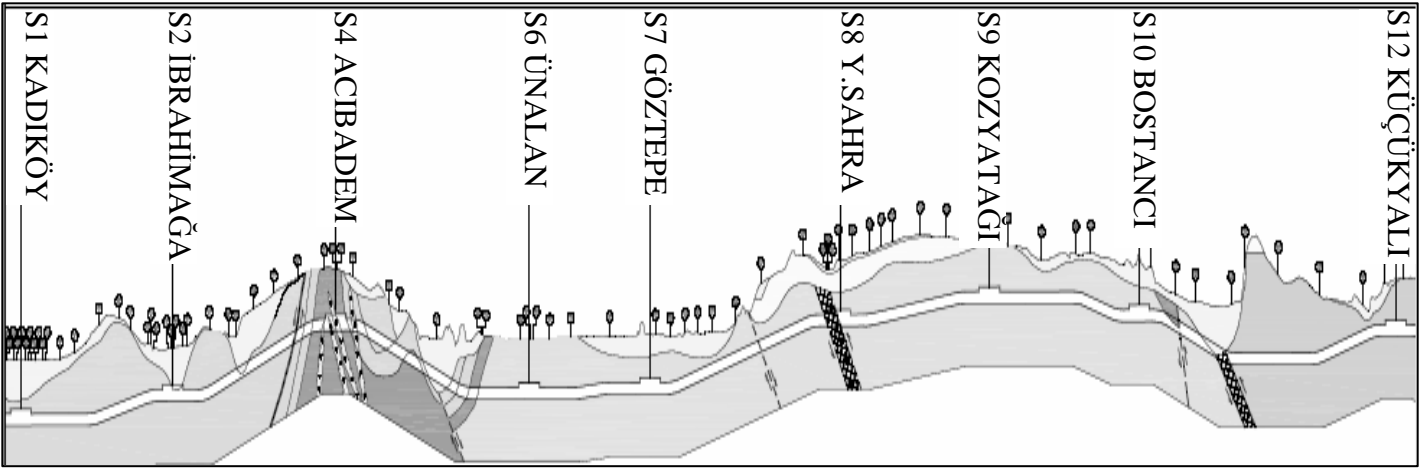 S1 KADIKÖY
S2 İBRAHİMAĞA
S4 ACIBADEM
S6 ÜNALAN
S7 GÖZTEPE
S8 Y.SAHRA
S9 KOZYATAĞI
S10 BOSTANCI
S12 KÜÇÜKYALI